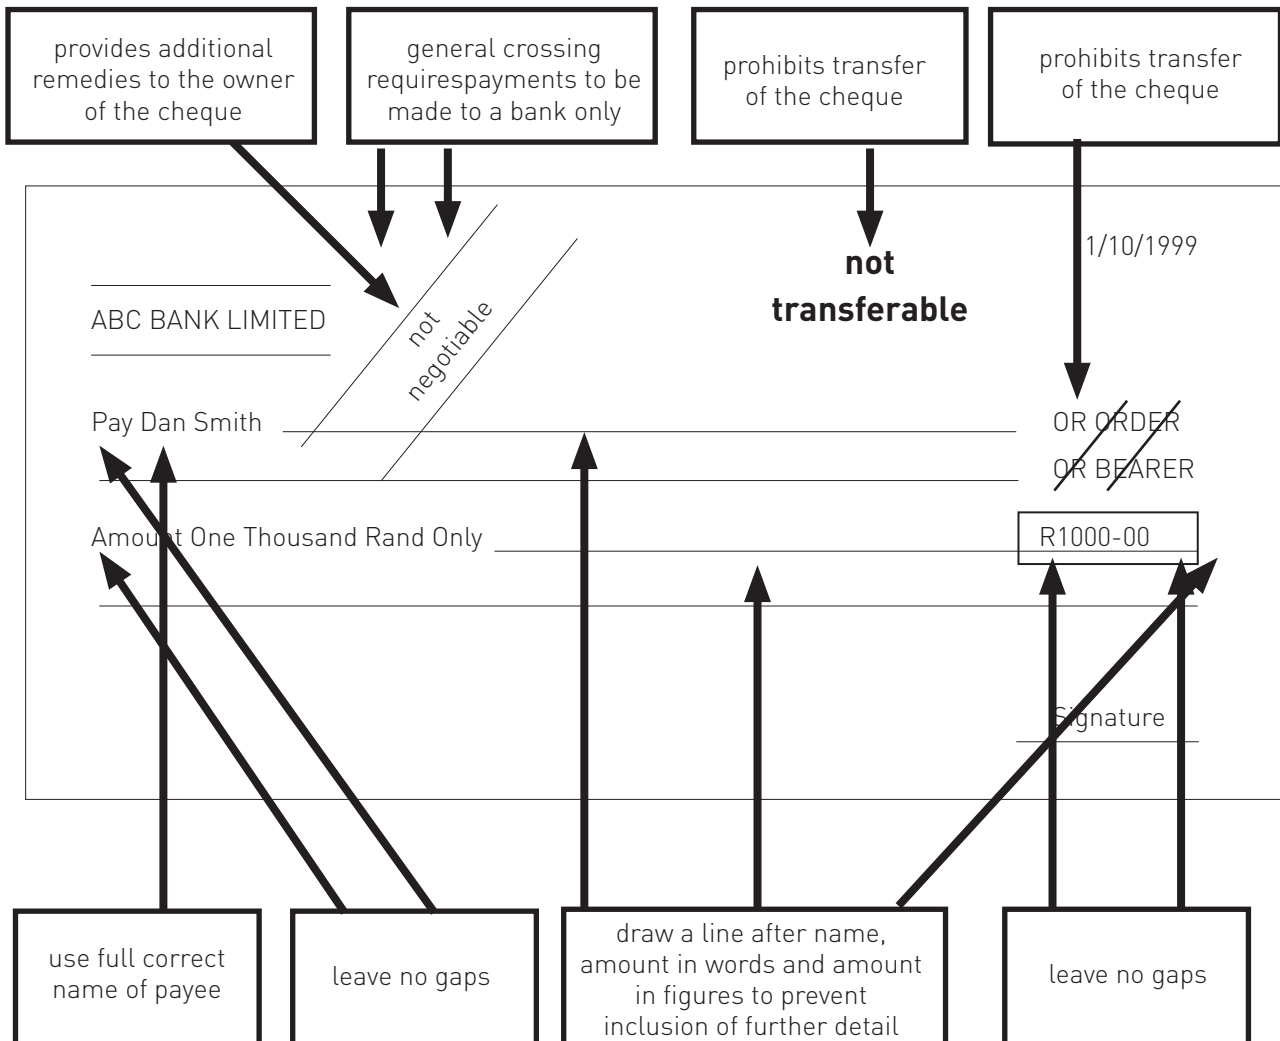 provides additional
remedies to the owner
of the cheque
general crossing
requirespayments to be
made to a bank only
prohibits transfer
of the cheque
prohibits transfer
of the cheque
1/10/1999
not
transferable
ABC BANK LIMITED
not
negotiable
Pay Dan Smith
OR ORDER
OR BEARER
Amount One Thousand Rand Only
R1000-00
Signature
use full correct
name of payee
leave no gaps
draw a line after name,
amount in words and amount
in figures to prevent
inclusion of further detail
leave no gaps